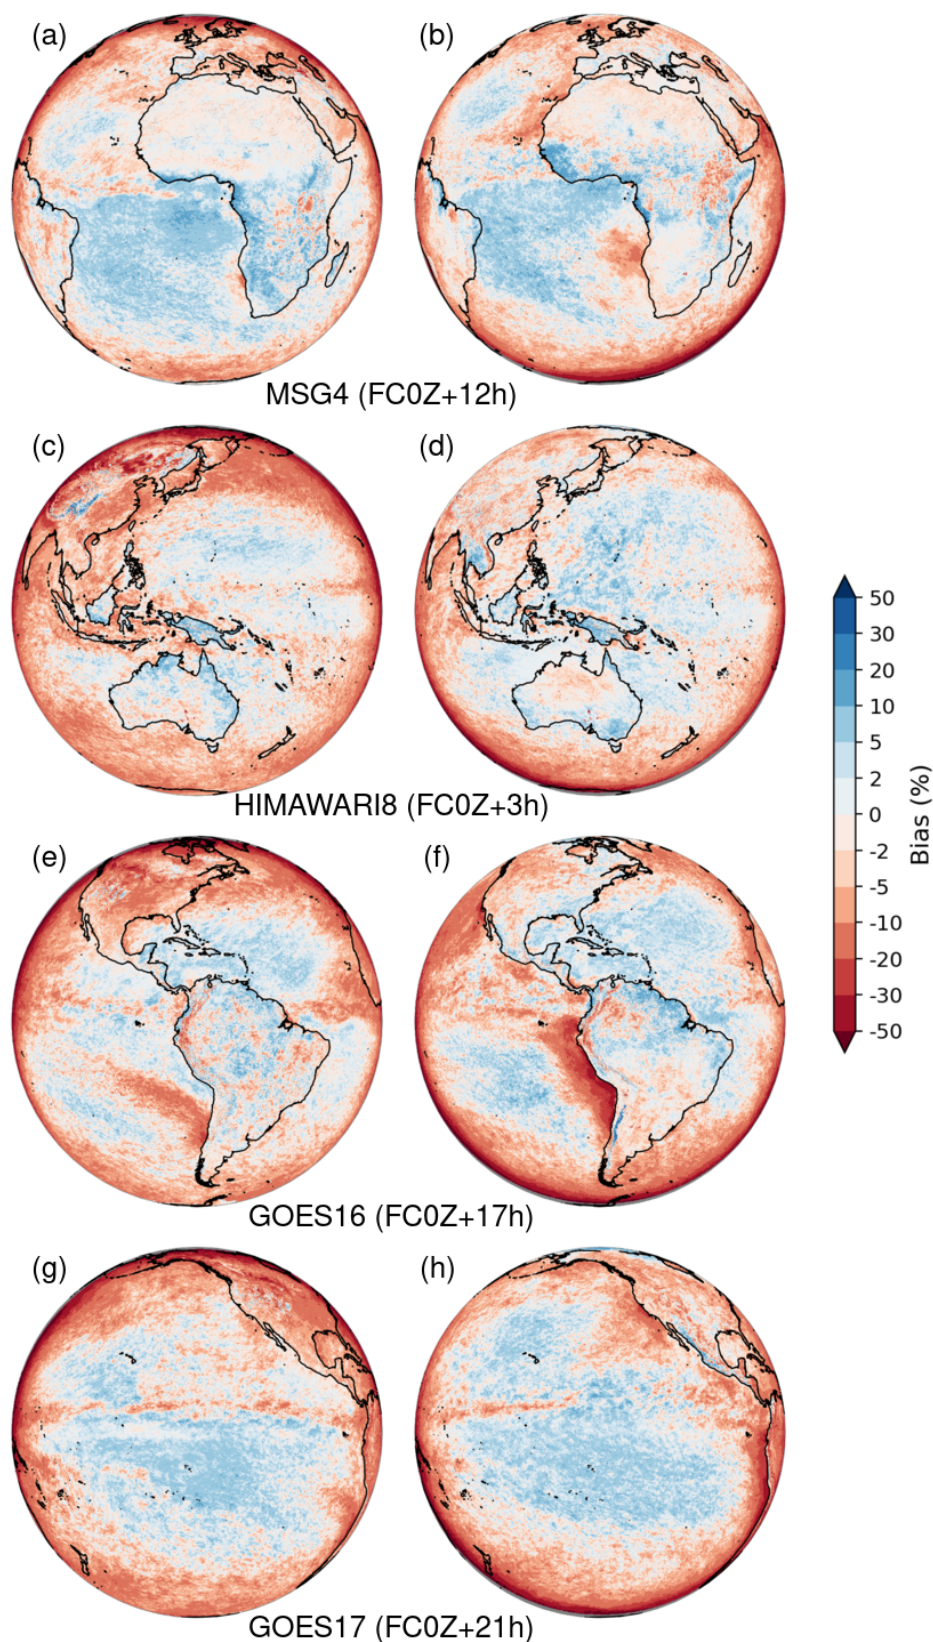 (a)
(b)
MSG4 (FC0Z+12h)
(c)
(d)
HIMAWARI8 (FC0Z+3h)
(e)
(f)
GOES16 (FC0Z+17h)
(g)
(h)
GOES17 (FC0Z+21h)
50
30
20
10
5
2
0
-2
-5
-10
-20
-30
-50
Bias (%)